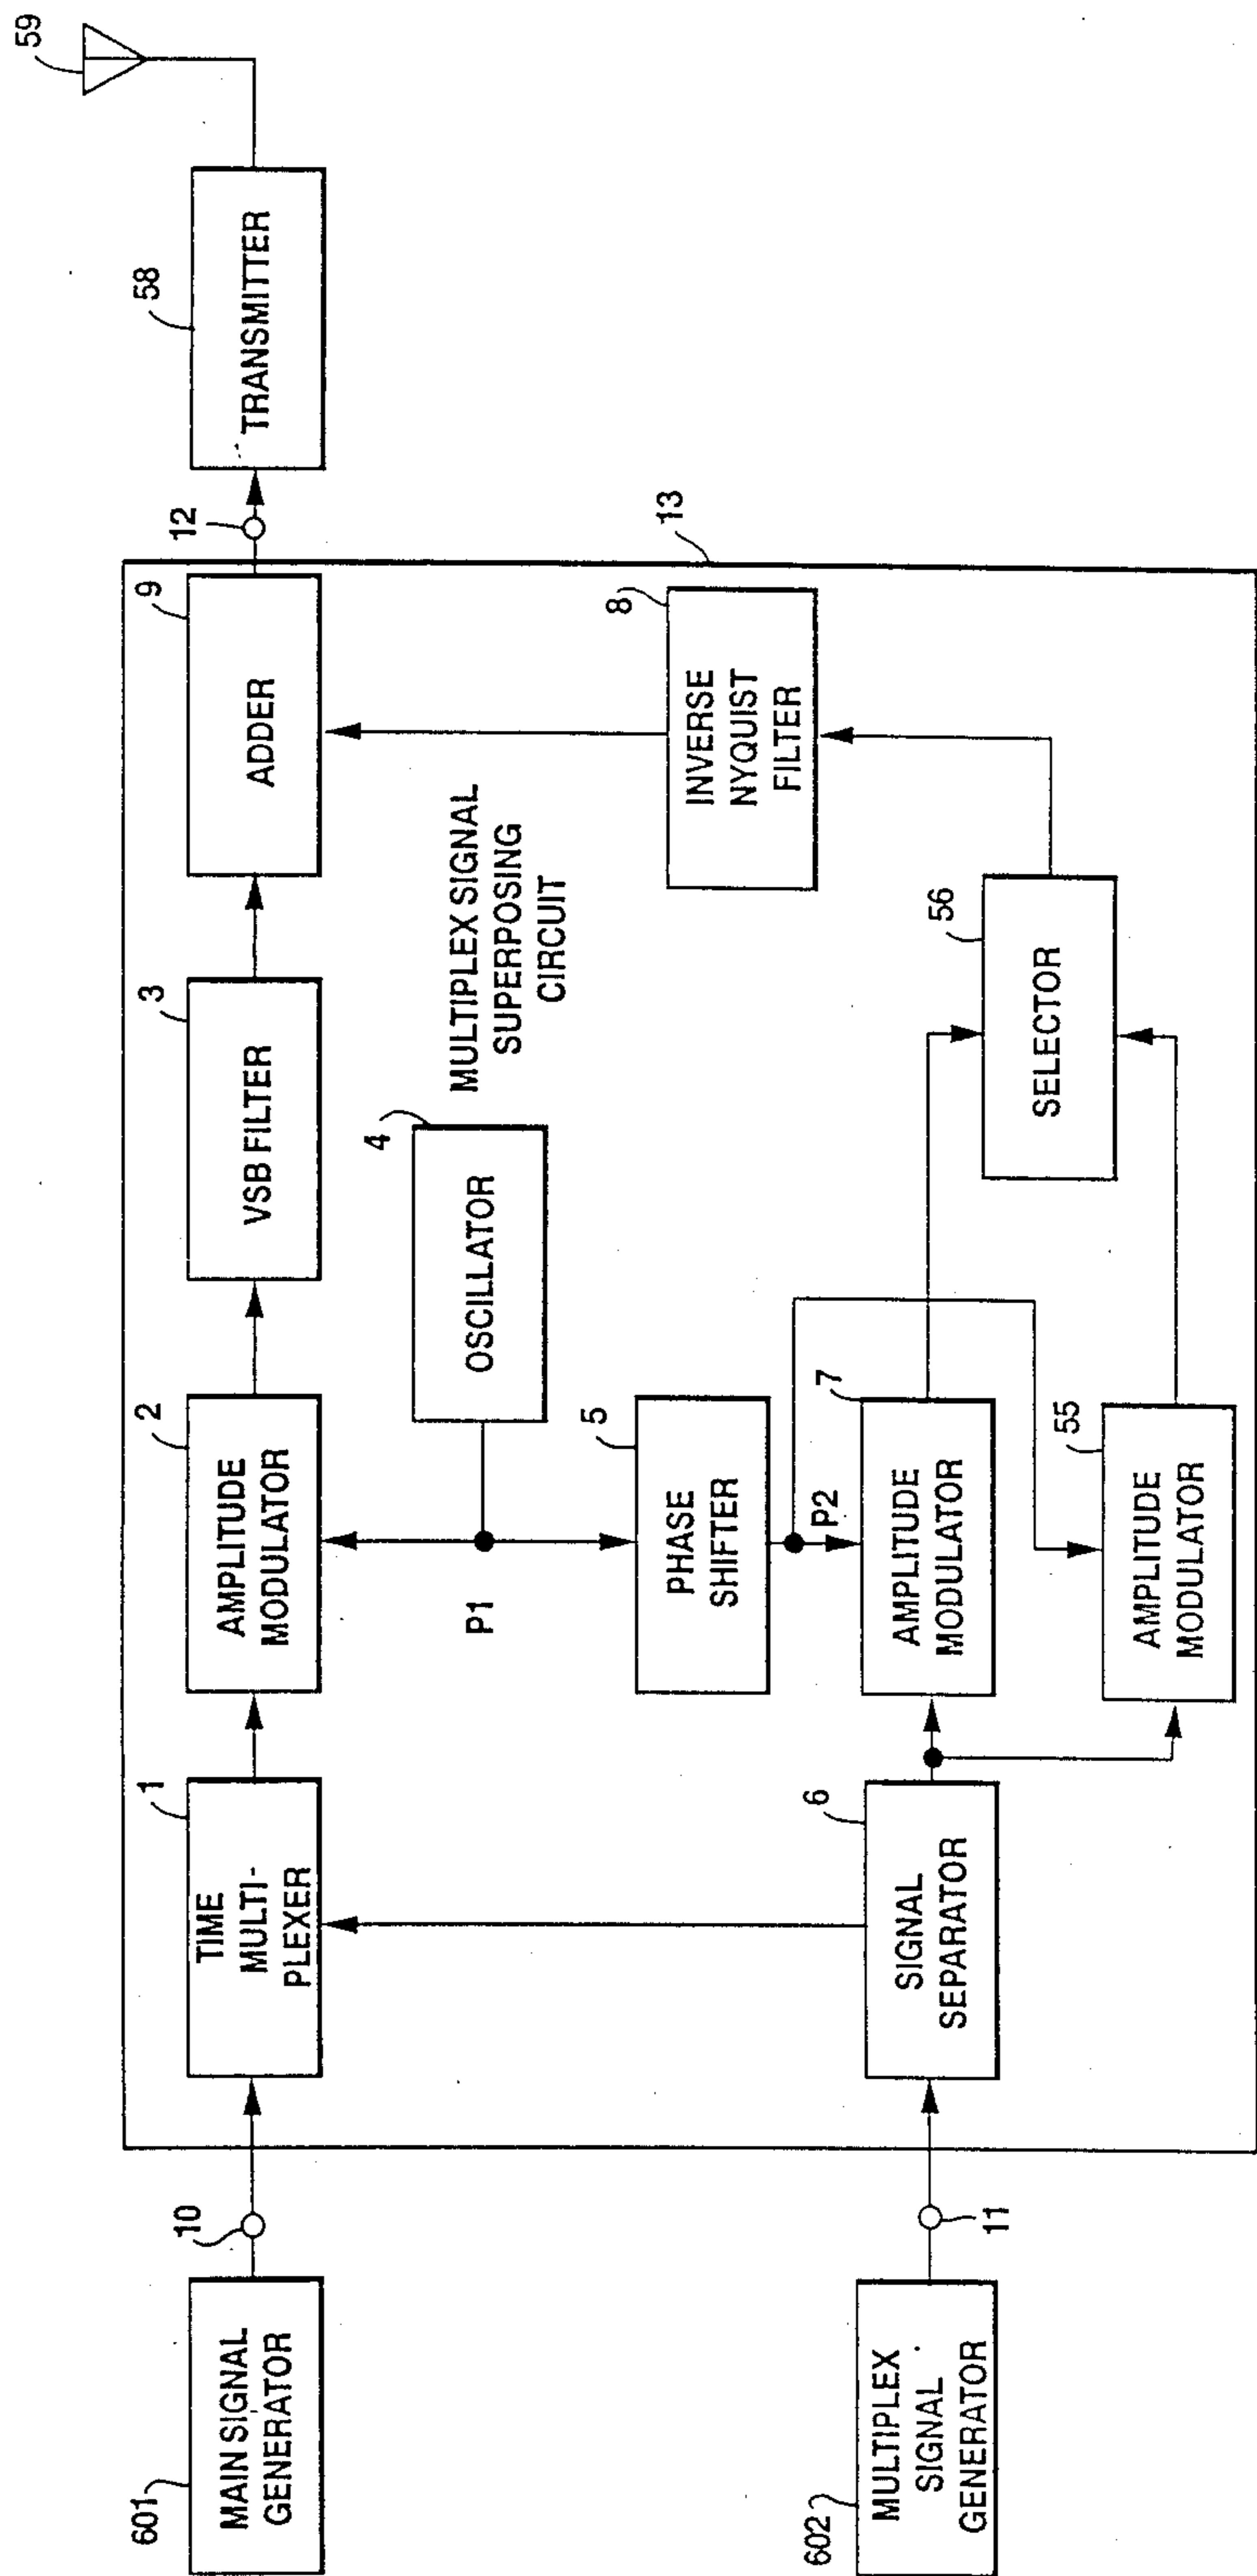 59
58
TRANSMITTER
12
13
9
ADDER
8
INVERSE
NYQUIST
FILTER
3
VSB FILTER
MULTIPLEX SIGNAL
SUPERPOSING
CIRCUIT
56
SELECTOR
4
OSCILLATOR
2
AMPLITUDE
MODULATOR
P1
5
PHASE
SHIFTER
P2
7
AMPLITUDE
MODULATOR
55
AMPLITUDE
MODULATOR
1
TIME
MULTI-
PLEXER
6
SIGNAL
SEPARATOR
10
11
601
MAIN SIGNAL
GENERATOR
602
MULTIPLEX
SIGNAL
GENERATOR